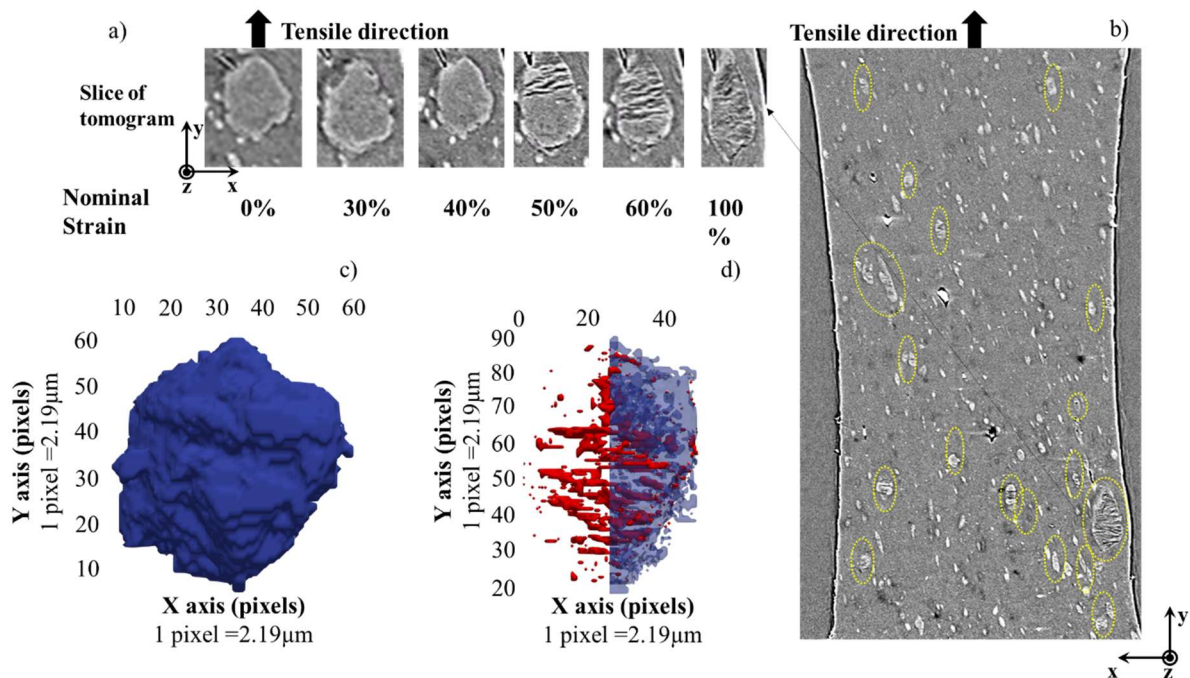 a)
Tensile direction
Tensile direction
b)
Slice of
tomogram
y
z
x
Nominal
Strain
0%
30%
40%
50%
60%
100
%
c)
d)
10 20 30 40 50 60
0 20 40
60
50
40
30
20
10
Y axis (pixels)
1 pixel =2.19μm
90
80
70
60
50
40
30
20
Y axis (pixels)
1 pixel =2.19μm
X axis (pixels)
1 pixel =2.19μm
X axis (pixels)
1 pixel =2.19μm
y
x
z